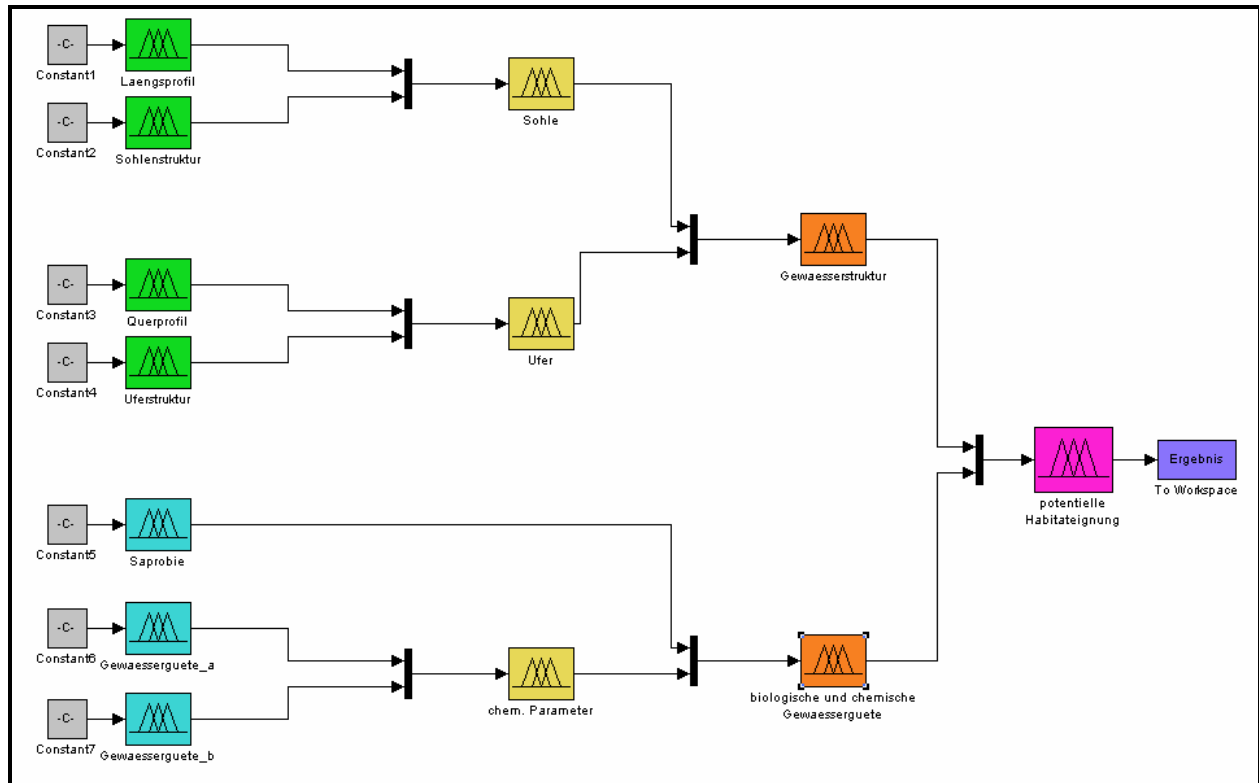 -C-
Constant1
Laengsprofil
-C-
Constant2
Sohlenstruktur
Sohle
-C-
Constant3
Querprofil
-C-
Constant4
Uferstruktur
Ufer
Gewaesserstruktur
-C-
Constant5
Saprobie
-C-
Constant6
Gewaesserguete_a
-C-
Constant7
Gewaesserguete_b
chem. Parameter
biologische und chemische
Gewaesserguete
potentielle
Habitateignung
Ergebnis
To Workspace